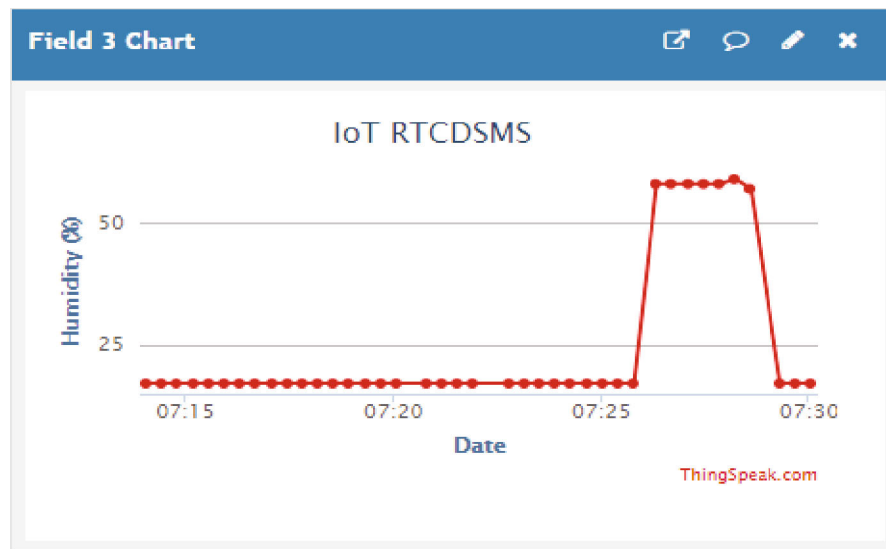 Field 3 Chart
IoT RTCDSMS
Humidity (%)
50
25
07:15 07:20 07:25 07:30
Date
ThingSpeak.com